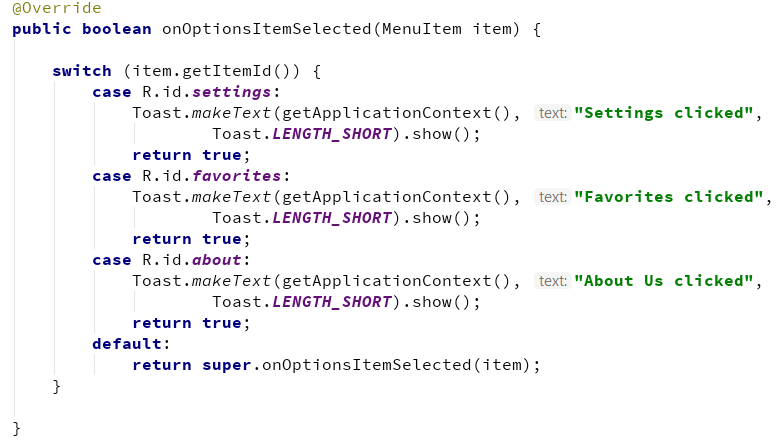 @Override
public boolean onOptionsItemSelected(MenuItem item) {
switch (item.getItemId()) {
case R.id.settings:
Toast.makeText(getApplicationContext(), text: "Settings clicked",
Toast.LENGTH_SHORT).show();
return true;
case R.id.favorites:
Toast.makeText(getApplicationContext(), text: "Favorites clicked",
Toast.LENGTH_SHORT).show();
return true;
case R.id.about:
Toast.makeText(getApplicationContext(), text: "About Us clicked",
Toast.LENGTH_SHORT).show();
return true;
default:
return super.onOptionsItemSelected(item);
}
}